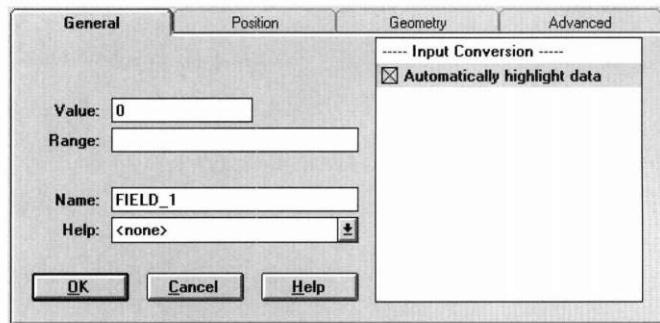 General
Position
Geometry
Advanced
Value: 0
Range:
Name: FIELD_1
Help: <none>
OK
Cancel
Help
----- Input Conversion -----
Automatically highlight data